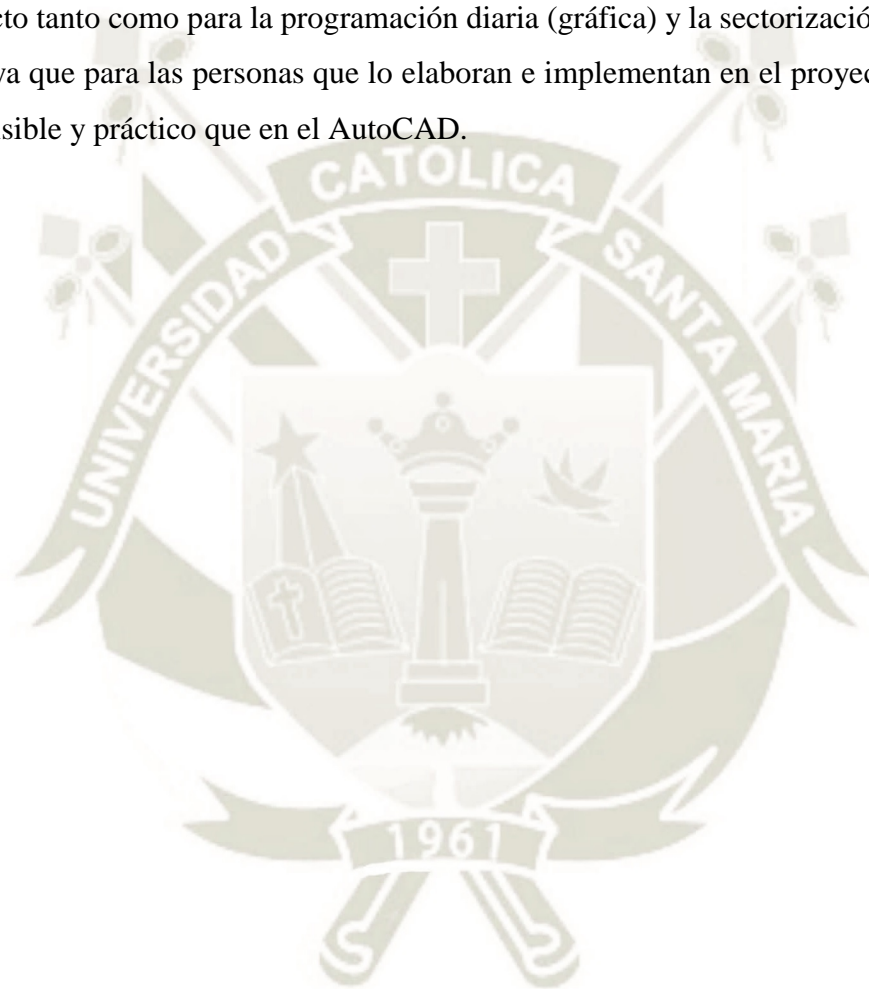 cto tanto como para la programación diaria (gráfica) y la sectorizació
ya que para las personas que lo elaboran e implementan en el proyec
sible y práctico que en el AutoCAD.
UNIVERSIDAD CATOLICA SANTA MARIA
1961